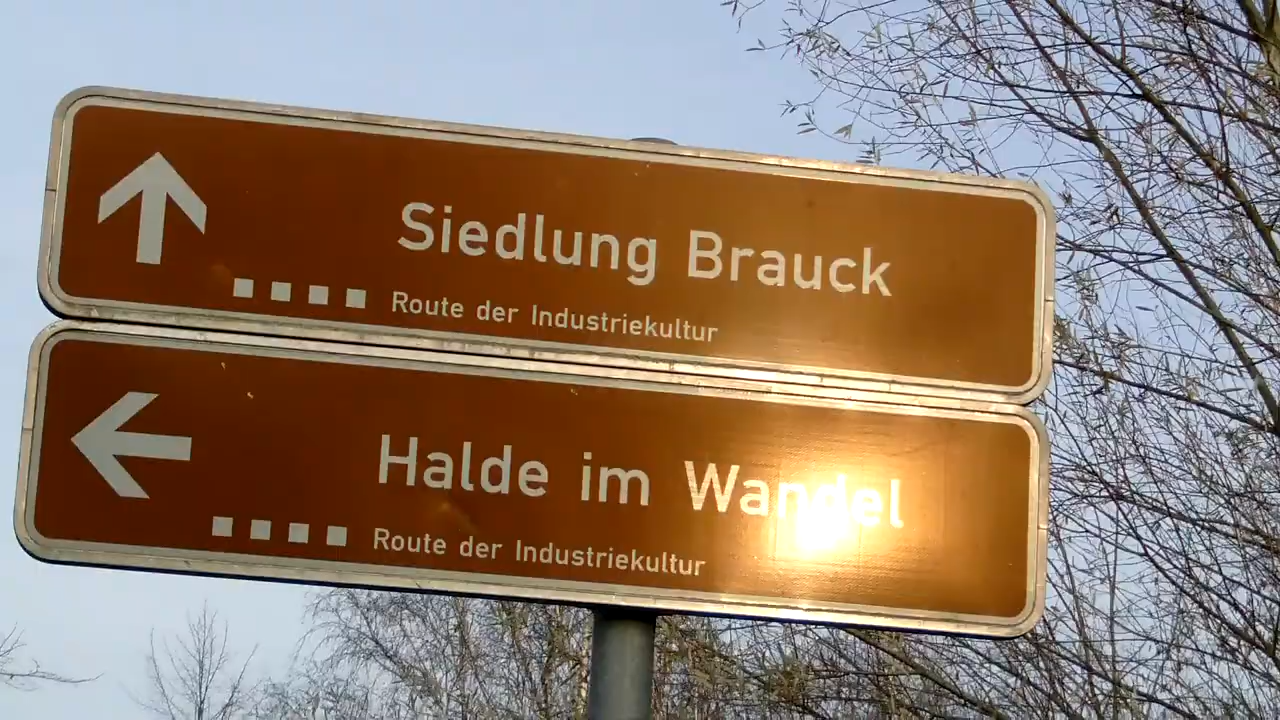 Siedlung Brauck
Route der Industriekultur
Halde im Wandel
Route der Industriekultur